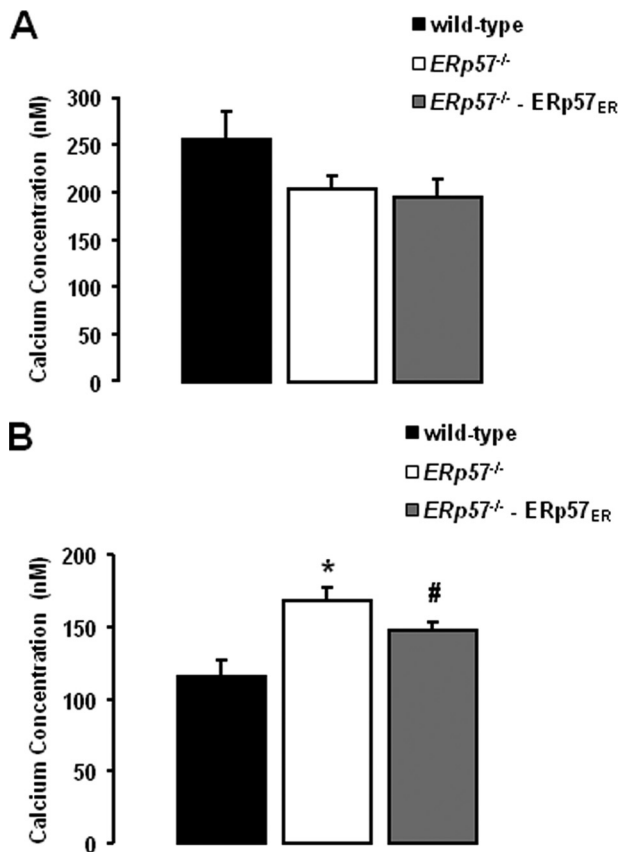 A
wild-type
ERp57-/-
ERp57-/- - ERp57ER
Calcium Concentration (nM)
300
250
200
150
100
50
0
B
wild-type
ERp57-/-
ERp57-/- - ERp57ER
Calcium Concentration (nM)
200
150
100
50
0
*
#